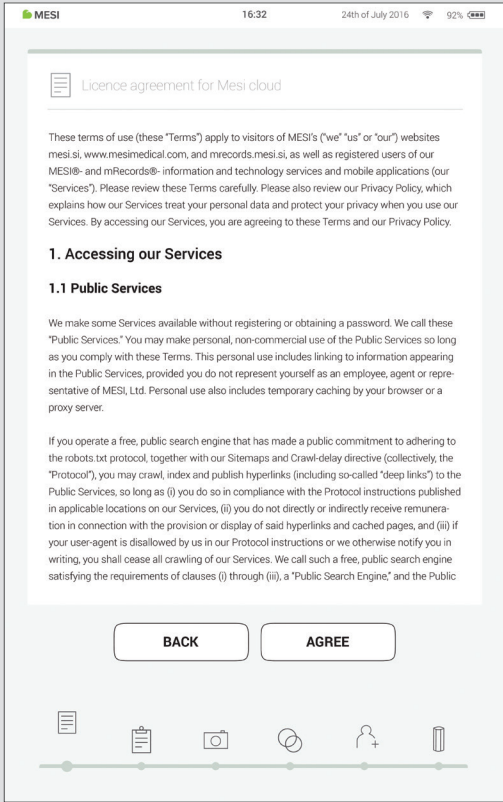 MESI 16:32 24th of July 2016 92%
Licence agreement for Mesi cloud
These terms of use (these “Terms”) apply to visitors of MESI’s (“we” “us” or “our”) websites
mesi.si, www.mesimedical.com, and mrecords.mesi.si, as well as registered users of our
MESI®- and mRecords®- information and technology services and mobile applications (our
“Services”). Please review these Terms carefully. Please also review our Privacy Policy, which
explains how our Services treat your personal data and protect your privacy when you use our
Services. By accessing our Services, you are agreeing to these Terms and our Privacy Policy.
1. Accessing our Services
1.1 Public Services
We make some Services available without registering or obtaining a password. We call these
“Public Services.” You may make personal, non-commercial use of the Public Services so long
as you comply with these Terms. This personal use includes linking to information appearing
in the Public Services, provided you do not represent yourself as an employee, agent or repre-
sentative of MESI, Ltd. Personal use also includes temporary caching by your browser or a
proxy server.
If you operate a free, public search engine that has made a public commitment to adhering to
the robots.txt protocol, together with our Sitemaps and Crawl-delay directive (collectively, the
“Protocol”), you may crawl, index and publish hyperlinks (including so-called “deep links”) to the
Public Services, so long as (i) you do so in compliance with the Protocol instructions published
in applicable locations on our Services, (ii) you do not directly or indirectly receive remunera-
tion in connection with the provision or display of said hyperlinks and cached pages, and (iii) if
your user-agent is disallowed by us in our Protocol instructions or we otherwise notify you in
writing, you shall cease all crawling of our Services. We call such a free, public search engine
satisfying the requirements of clauses (i) through (iii), a “Public Search Engine,” and the Public
BACK AGREE